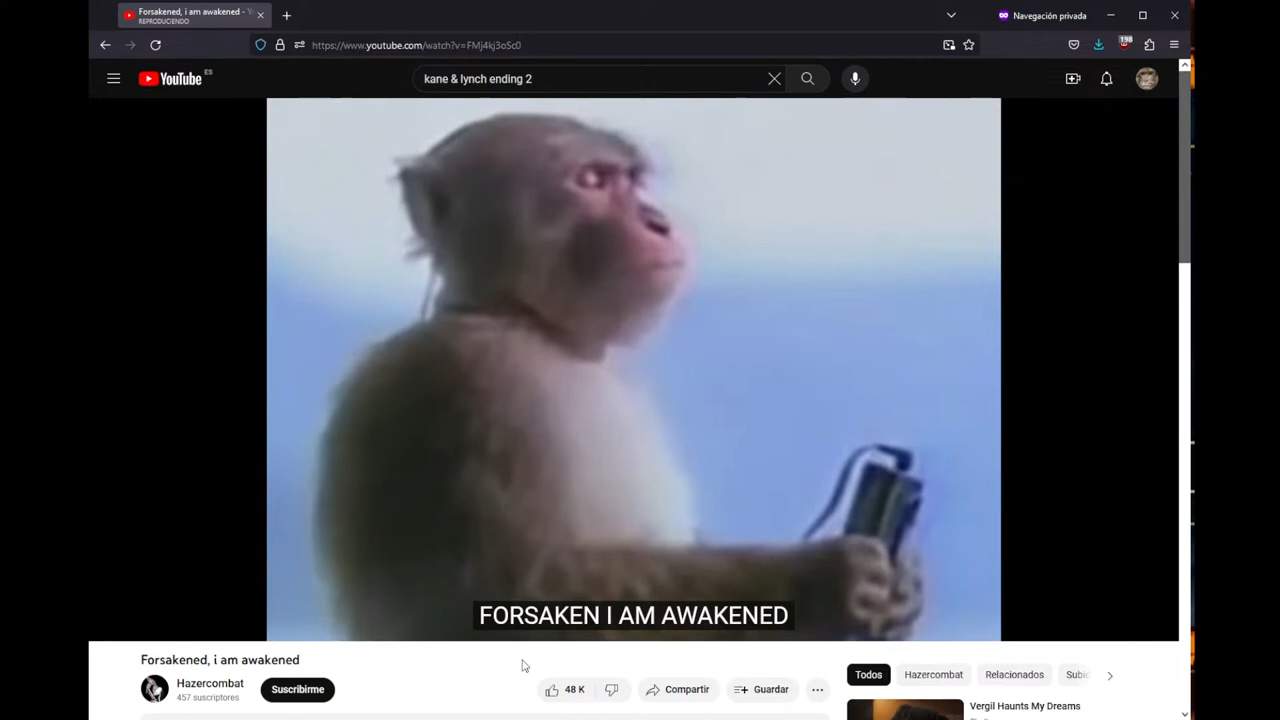 Forsakened, i am awakened - Y
REPRODUCIENDO
Navegación privada
https://www.youtube.com/watch?v=FMj4kj3oSc0
198
YouTube ES
kane & lynch ending 2
FORSAKEN I AM AWAKENED
Forsakened, i am awakened
Hazercombat
457 suscriptores
Suscribirme
48 K
Compartir
Guardar
Todos
Hazercombat
Relacionados
Subic
Vergil Haunts My Dreams